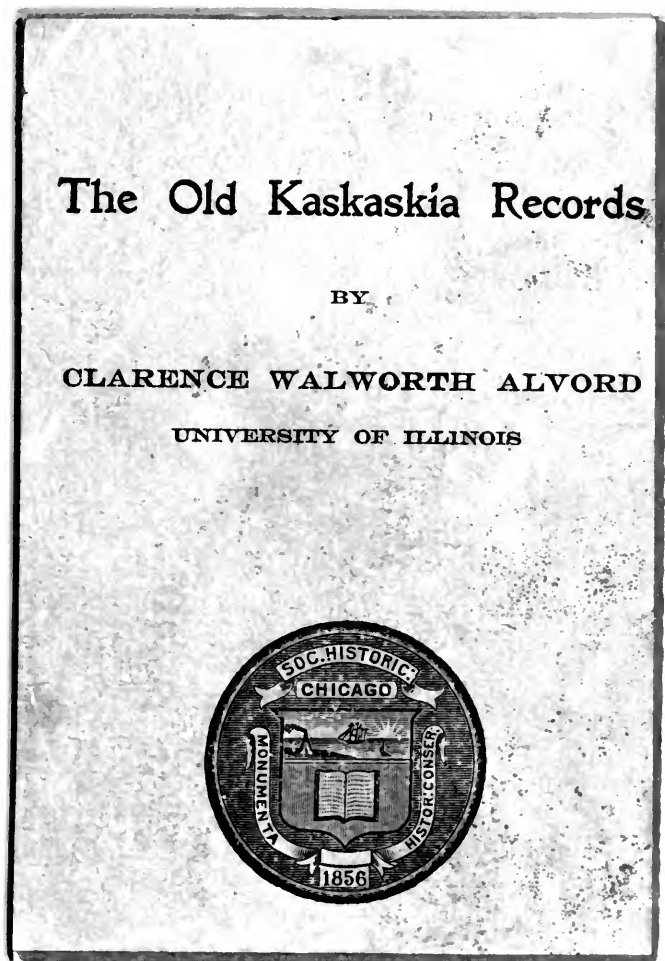 The Old Kaskaskia Records
BY
CLARENCE WALWORTH ALVORD
UNIVERSITY OF ILLINOIS
SOC. HISTORIC:
CHICAGO
MONUMENTA
HISTOR: CONSER.
1856